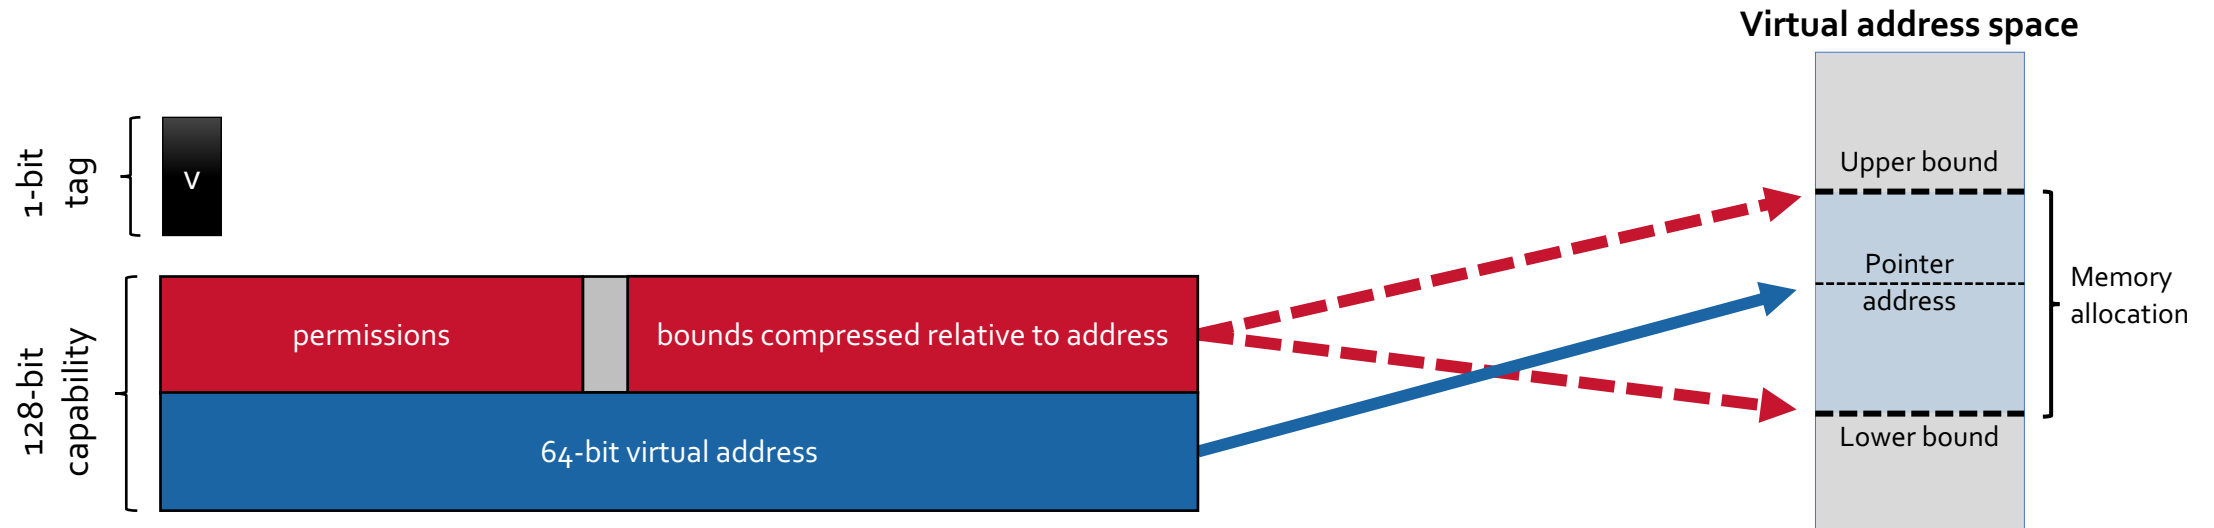 Virtual address space
1-bit
tag
v
128-bit
capability
permissions
bounds compressed relative to address
64-bit virtual address
Upper bound
Pointer
address
Lower bound
Memory
allocation